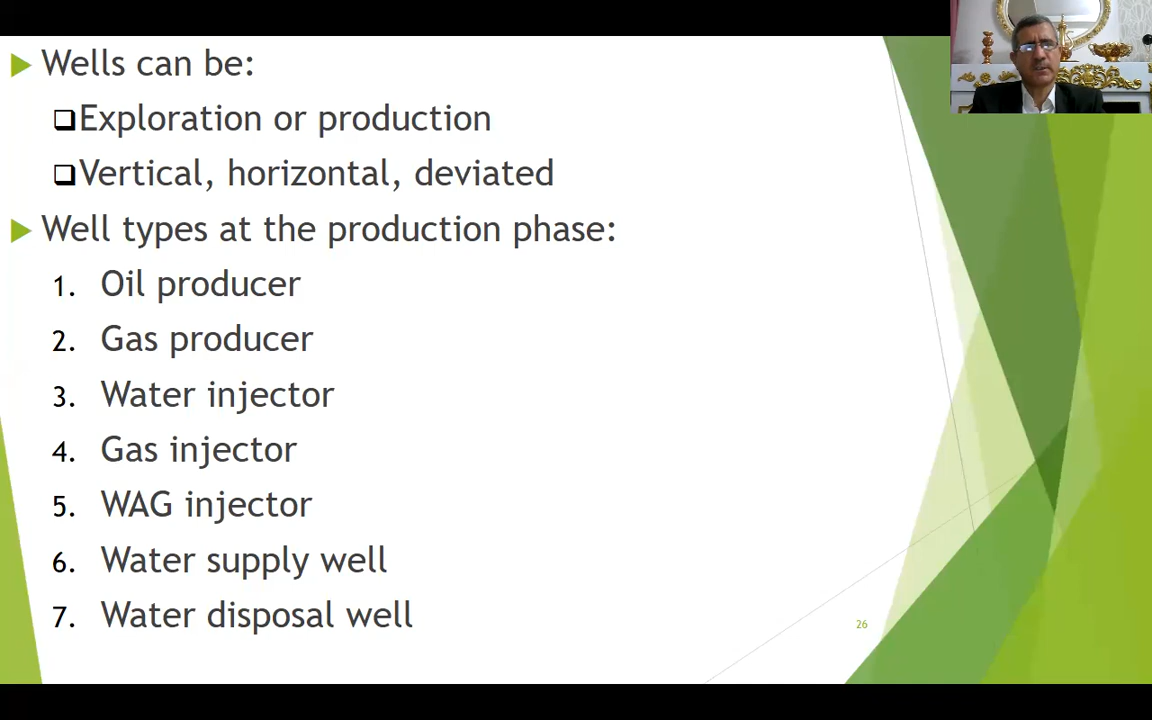 Wells can be:
Exploration or production
Vertical, horizontal, deviated
Well types at the production phase:
1. Oil producer
2. Gas producer
3. Water injector
4. Gas injector
5. WAG injector
6. Water supply well
7. Water disposal well
26